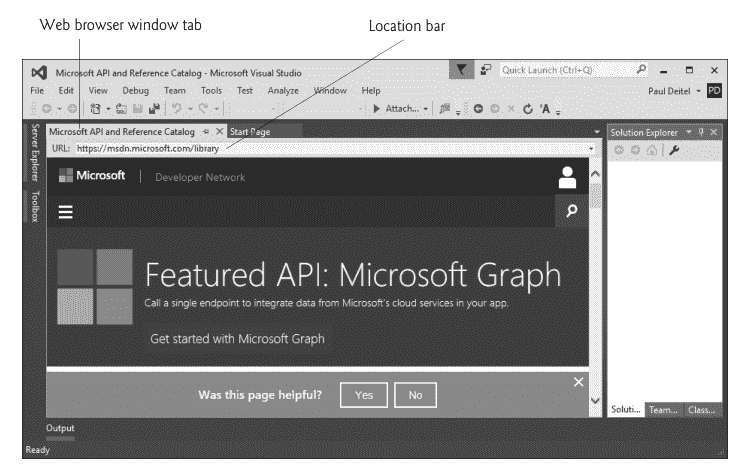 Web browser window tab
Location bar
Microsoft API and Reference Catalog - Microsoft Visual Studio
Quick Launch (Ctrl+Q)
File Edit View Debug Team Tools Test Analyze Window Help
Paul Deitel PD
Attach...
Server Explorer
Toolbox
Microsoft API and Reference Catalog Start Page
Solution Explorer
URL: https://msdn.microsoft.com/library
Microsoft | Developer Network
Featured API: Microsoft Graph
Call a single endpoint to integrate data from Microsoft's cloud services in your app.
Get started with Microsoft Graph
Was this page helpful? Yes No
Soluti... Team... Class...
Output
Ready